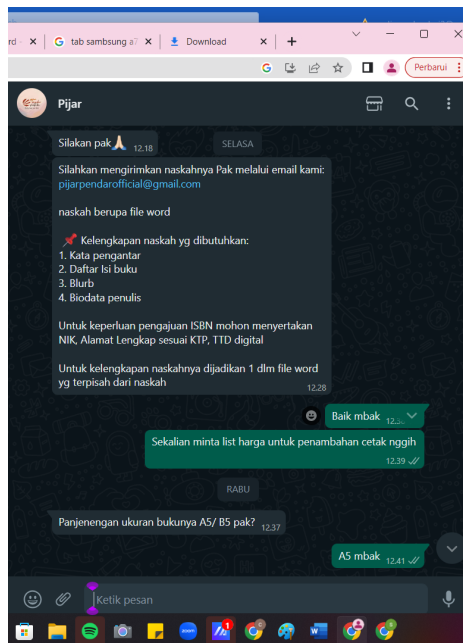 rd -
tab sambsung a7
Download
Perbarui
Pijar
Silakan pak🙏🏻 12.18
SELASA
Silahkan mengirimkan naskahnya Pak melalui email kami:
pijarpendarofficial@gmail.com
naskah berupa file word
📌 Kelengkapan naskah yg dibutuhkan:
1. Kata pengantar
2. Daftar Isi buku
3. Blurb
4. Biodata penulis
Untuk keperluan pengajuan ISBN mohon menyertakan
NIK, Alamat Lengkap sesuai KTP, TTD digital
Untuk kelengkapan naskahnya dijadikan 1 dlm file word
yg terpisah dari naskah
12.28
Baik mbak
Sekalian minta list harga untuk penambahan cetak nggih
12.39
RABU
Panjenengan ukuran bukunya A5/ B5 pak? 12.37
A5 mbak 12.41
Ketik pesan
zoom